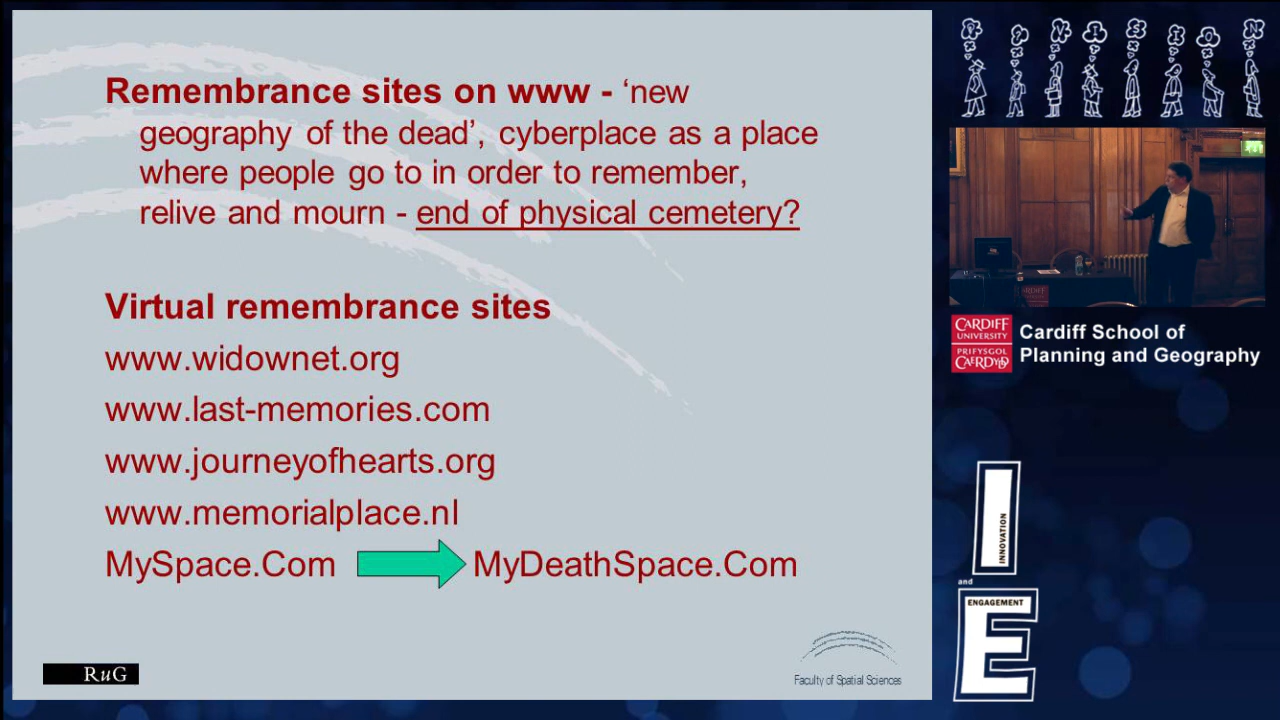 Remembrance sites on www - ‘new
geography of the dead’, cyberplace as a place
where people go to in order to remember,
relive and mourn - end of physical cemetery?
Virtual remembrance sites
www.widownet.org
www.last-memories.com
www.journeyofhearts.org
www.memorialplace.nl
MySpace.Com MyDeathSpace.Com
RuG
Faculty of Spatial Sciences
CARDIFF
UNIVERSITY
PRIFYSGOL
CAERDYDD
Cardiff School of
Planning and Geography
INNOVATION
and
ENGAGEMENT
I
E